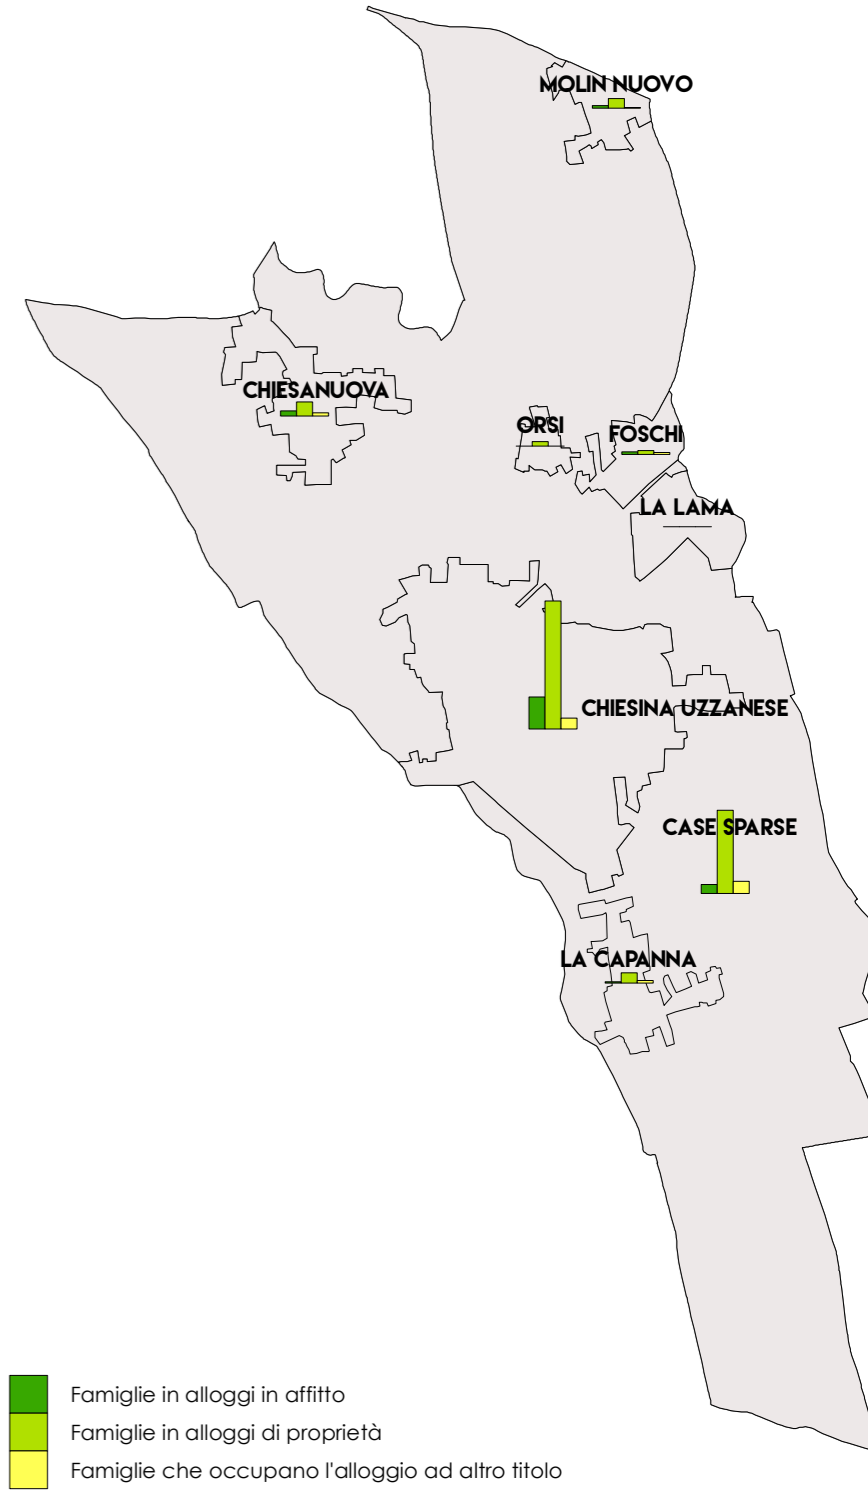 MOLIN NUOVO
CHIESANUOVA
ORSI
FOSCHI
LA LAMA
CHIESINA UZZANESE
CASE SPARSE
LA CAPANNA
Famiglie in alloggi in affitto
Famiglie in alloggi di proprietà
Famiglie che occupano l'alloggio ad altro titolo